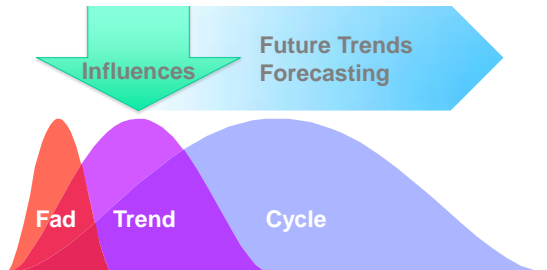 Influences
Future Trends
Forecasting
Fad
Trend
Cycle